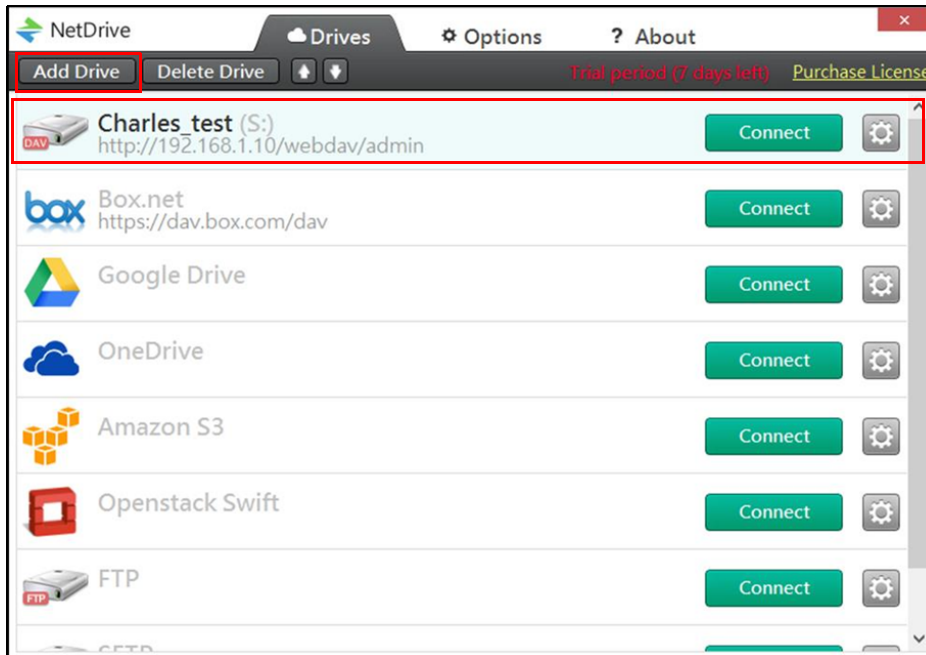 NetDrive
Drives
Options
? About
Add Drive
Delete Drive
Trial period (7 days left)
Purchase License
Charles_test (S:)
http://192.168.1.10/webdav/admin
DAV
Connect
box
Box.net
https://dav.box.com/dav
Connect
Google Drive
Connect
OneDrive
Connect
Amazon S3
Connect
Openstack Swift
Connect
FTP
FTP
Connect
SFTP